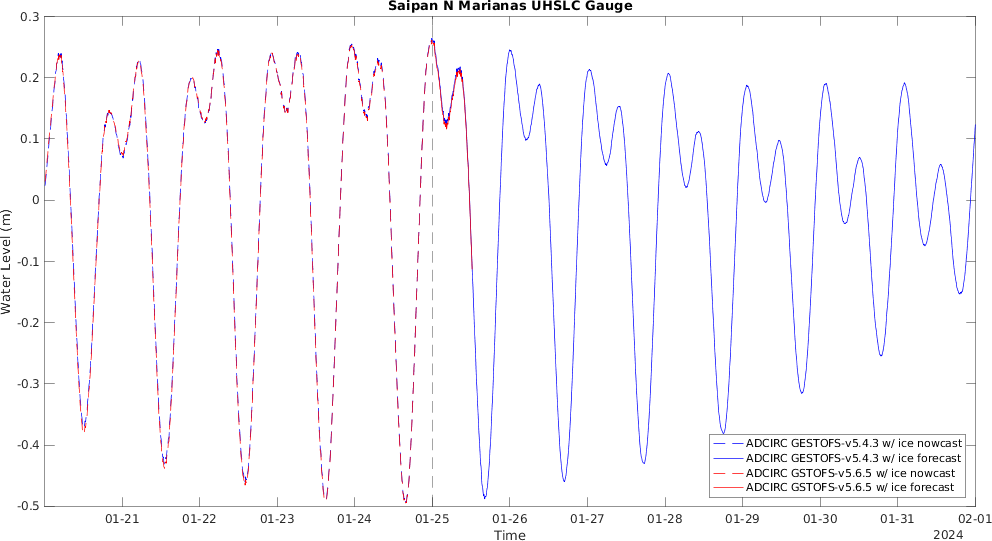 Saipan N Marianas UHSLC Gauge
0.3
0.2
0.1
0
-0.1
-0.2
-0.3
-0.4
-0.5
Water Level (m)
ADCIRC GESTOFS-v5.4.3 w/ ice nowcast
ADCIRC GESTOFS-v5.4.3 w/ ice forecast
ADCIRC GSTOFS-v5.6.5 w/ ice nowcast
ADCIRC GSTOFS-v5.6.5 w/ ice forecast
01-21 01-22 01-23 01-24 01-25 01-26 01-27 01-28 01-29 01-30 01-31 02-01
Time
2024